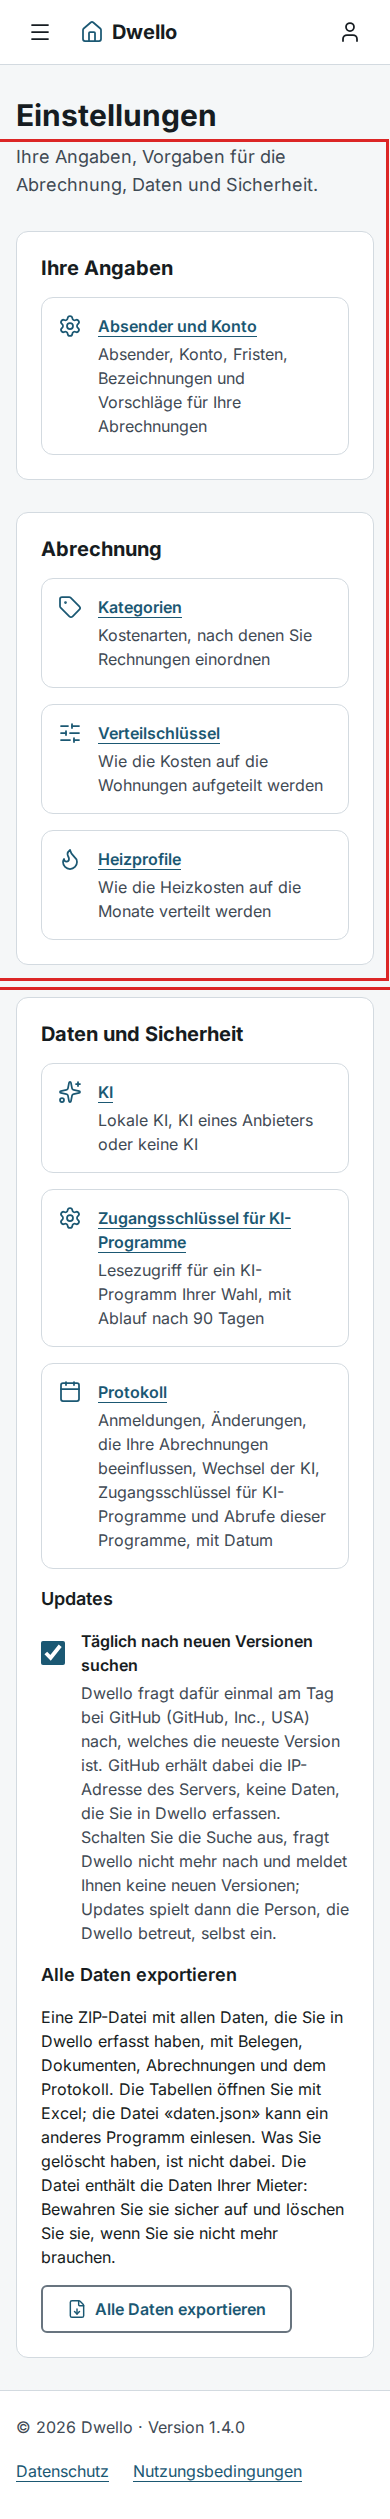 Dwello
Einstellungen
Ihre Angaben, Vorgaben für die
Abrechnung, Daten und Sicherheit.
Ihre Angaben
Absender und Konto
Absender, Konto, Fristen,
Bezeichnungen und
Vorschläge für Ihre
Abrechnungen
Abrechnung
Kategorien
Kostenarten, nach denen Sie
Rechnungen einordnen
Verteilschlüssel
Wie die Kosten auf die
Wohnungen aufgeteilt werden
Heizprofile
Wie die Heizkosten auf die
Monate verteilt werden
Daten und Sicherheit
KI
Lokale KI, KI eines Anbieters
oder keine KI
Zugangsschlüssel für KI-
Programme
Lesezugriff für ein KI-
Programm Ihrer Wahl, mit
Ablauf nach 90 Tagen
Protokoll
Anmeldungen, Änderungen,
die Ihre Abrechnungen
beeinflussen, Wechsel der KI,
Zugangsschlüssel für KI-
Programme und Abrufe dieser
Programme, mit Datum
Updates
Täglich nach neuen Versionen
suchen
Dwello fragt dafür einmal am Tag
bei GitHub (GitHub, Inc., USA)
nach, welches die neueste Version
ist. GitHub erhält dabei die IP-
Adresse des Servers, keine Daten,
die Sie in Dwello erfassen.
Schalten Sie die Suche aus, fragt
Dwello nicht mehr nach und meldet
Ihnen keine neuen Versionen;
Updates spielt dann die Person, die
Dwello betreut, selbst ein.
Alle Daten exportieren
Eine ZIP-Datei mit allen Daten, die Sie in
Dwello erfasst haben, mit Belegen,
Dokumenten, Abrechnungen und dem
Protokoll. Die Tabellen öffnen Sie mit
Excel; die Datei «daten.json» kann ein
anderes Programm einlesen. Was Sie
gelöscht haben, ist nicht dabei. Die
Datei enthält die Daten Ihrer Mieter:
Bewahren Sie sie sicher auf und löschen
Sie sie, wenn Sie sie nicht mehr
brauchen.
Alle Daten exportieren
© 2026 Dwello · Version 1.4.0
Datenschutz Nutzungsbedingungen